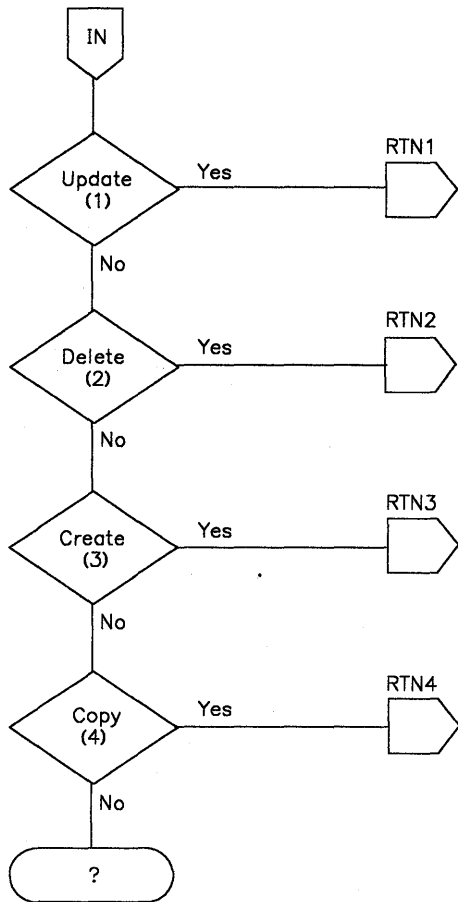 IN
RTN1
Update
(1)
Yes
No
RTN2
Delete
(2)
Yes
No
RTN3
Create
(3)
Yes
No
RTN4
Copy
(4)
Yes
No
?